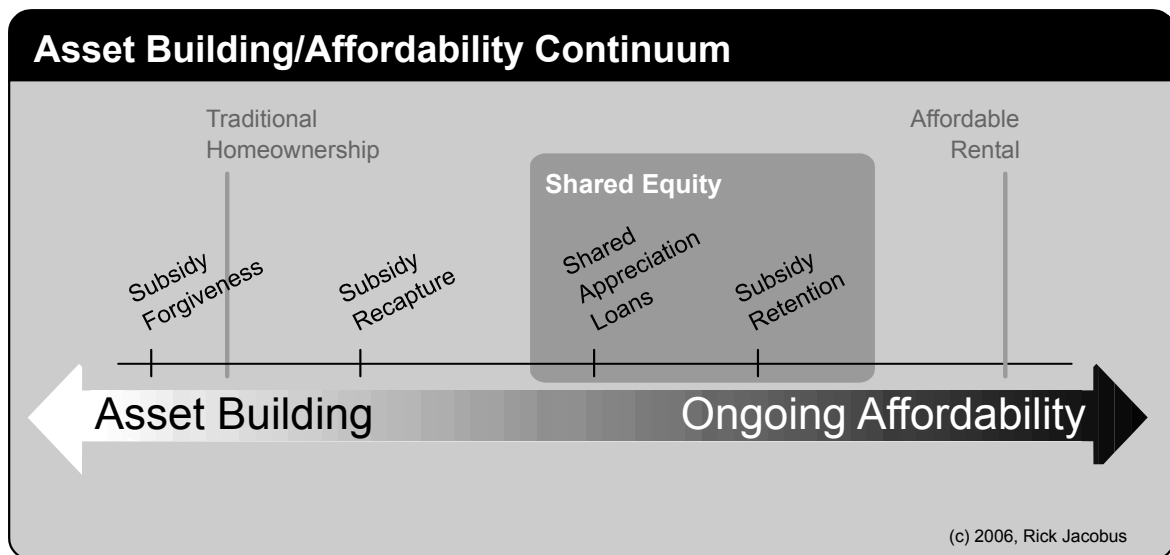 Asset Building/Affordability Continuum
Traditional
Homeownership
Affordable
Rental
Shared Equity
Subsidy
Forgiveness
Subsidy
Recapture
Shared
Appreciation
Loans
Subsidy
Retention
Asset Building
Ongoing Affordability
(c) 2006, Rick Jacobus